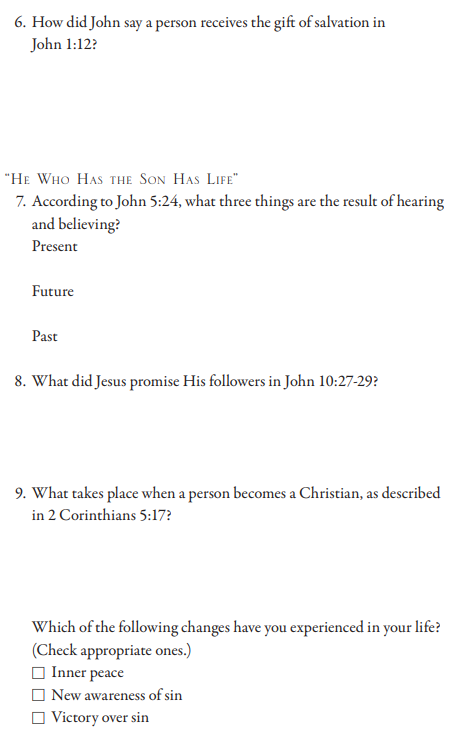 6. How did John say a person receives the gift of salvation in
John 1:12?
"He Who Has the Son Has Life"
7. According to John 5:24, what three things are the result of hearing
and believing?
Present
Future
Past
8. What did Jesus promise His followers in John 10:27-29?
9. What takes place when a person becomes a Christian, as described
in 2 Corinthians 5:17?
Which of the following changes have you experienced in your life?
(Check appropriate ones.)
☐ Inner peace
☐ New awareness of sin
☐ Victory over sin